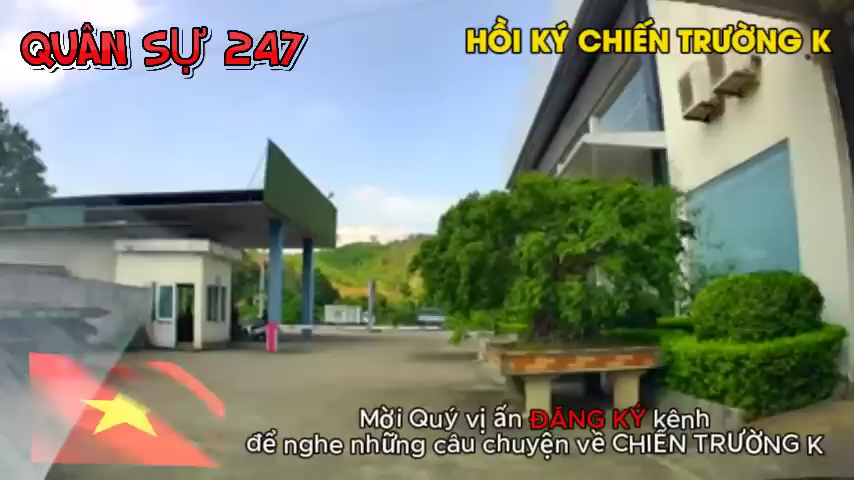 QUÂN SỰ 247
HỒI KÝ CHIẾN TRƯỜNG K
Mời Quý vị ấn ĐĂNG KÝ kênh
để nghe những câu chuyện về CHIẾN TRƯỜNG K